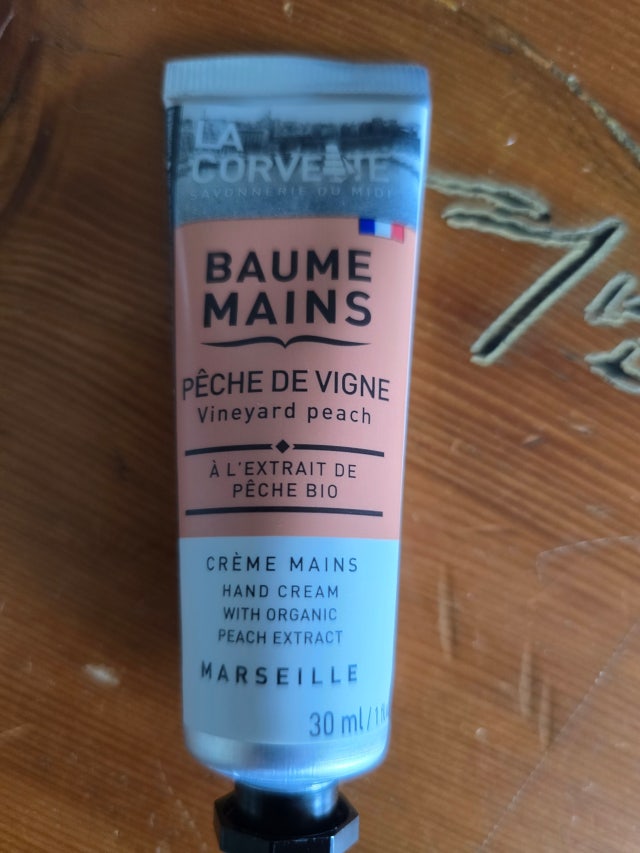 LA
CORVETTE
SAVONNERIE DU MIDI
BAUME
MAINS
PÊCHE DE VIGNE
Vineyard peach
À L'EXTRAIT DE
PÊCHE BIO
CRÈME MAINS
HAND CREAM
WITH ORGANIC
PEACH EXTRACT
MARSEILLE
30 ml/1